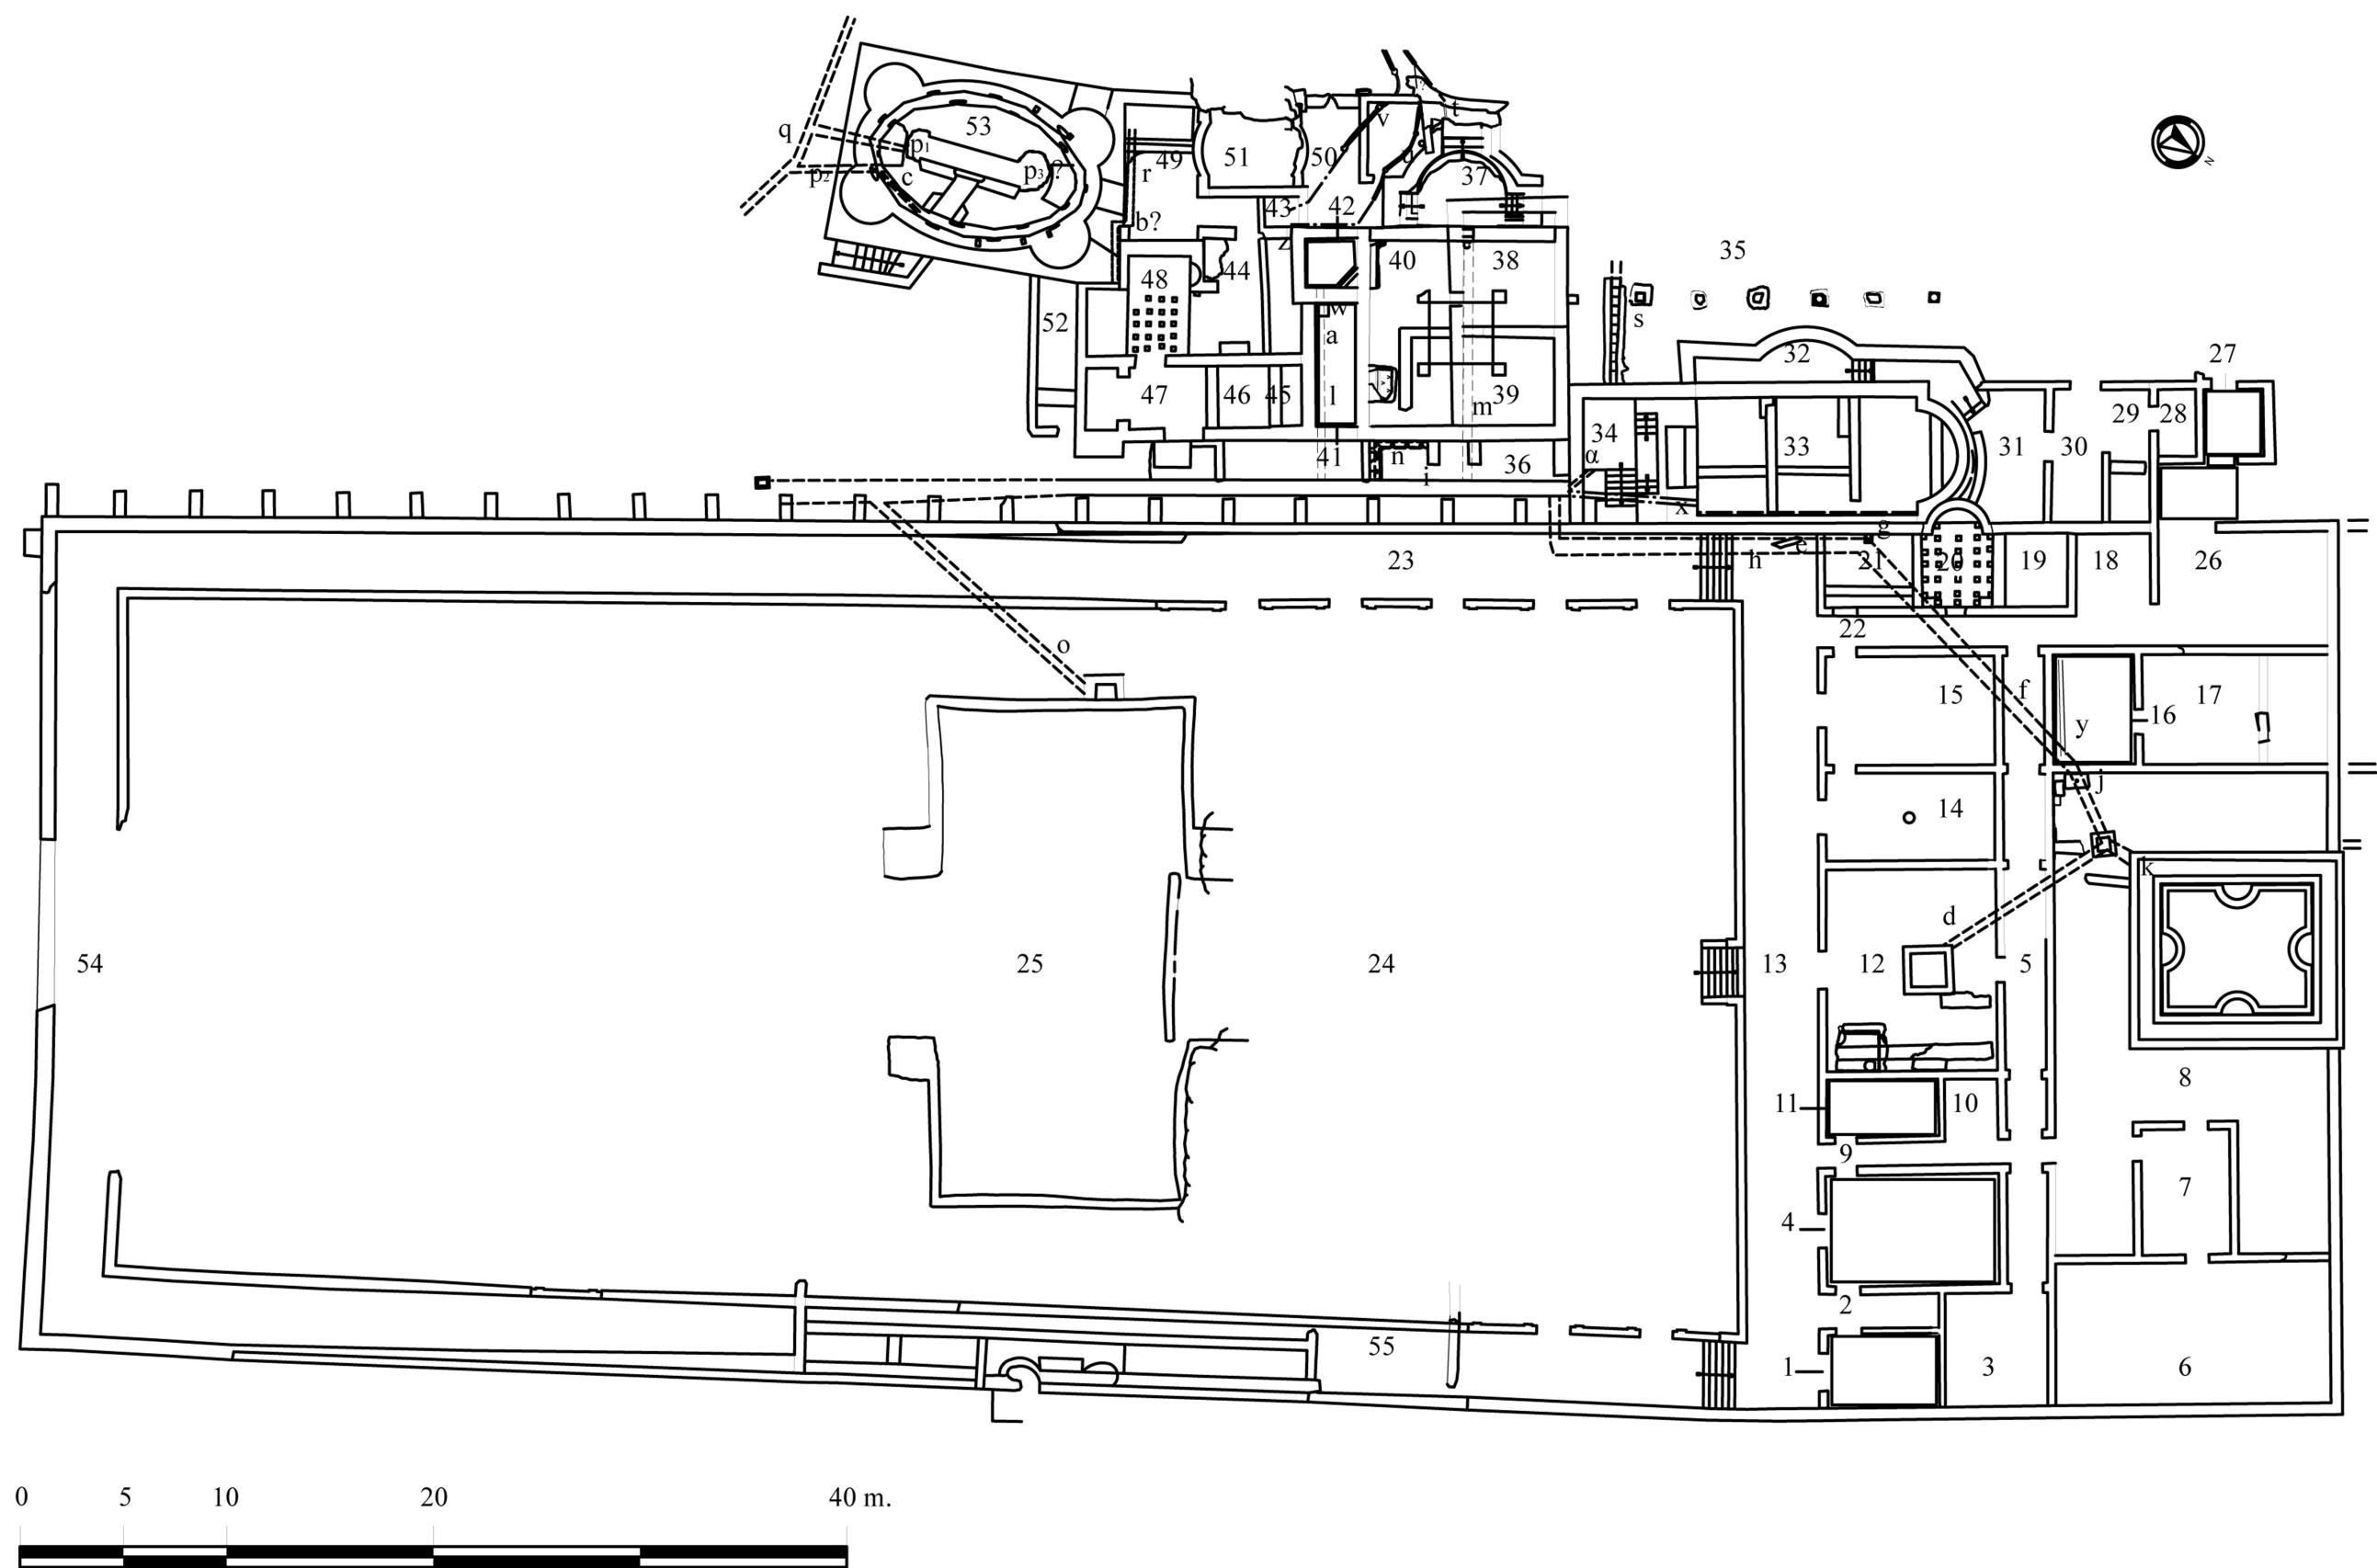 t
v
q
53
p1
51
50
u
49
p3?
37
r
p2
c
N
43
42
b?
z
35
40
38
44
48
w
s
52
a
32
27
47
46
45
l
m
39
29
28
34
33
31
30
α
41
n
36
i
x
g
e
23
h
21
20
19
18
26
22
o
15
f
17
16
y
j
14
k
d
54
25
24
13
12
5
8
11
10
9
7
4
2
55
1
3
6
0 5 10 20 40 m.